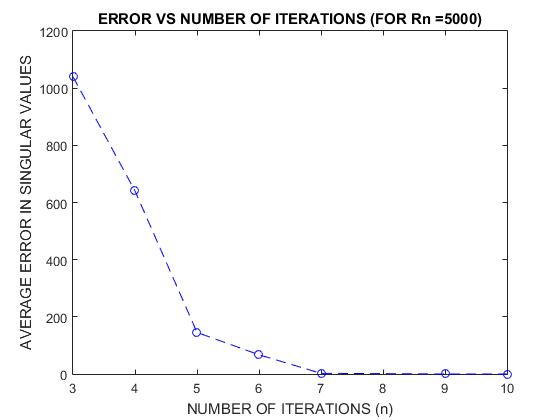 ERROR VS NUMBER OF ITERATIONS (FOR Rn =5000)
AVERAGE ERROR IN SINGULAR VALUES
1200
1000
800
600
400
200
0
3 4 5 6 7 8 9 10
NUMBER OF ITERATIONS (n)